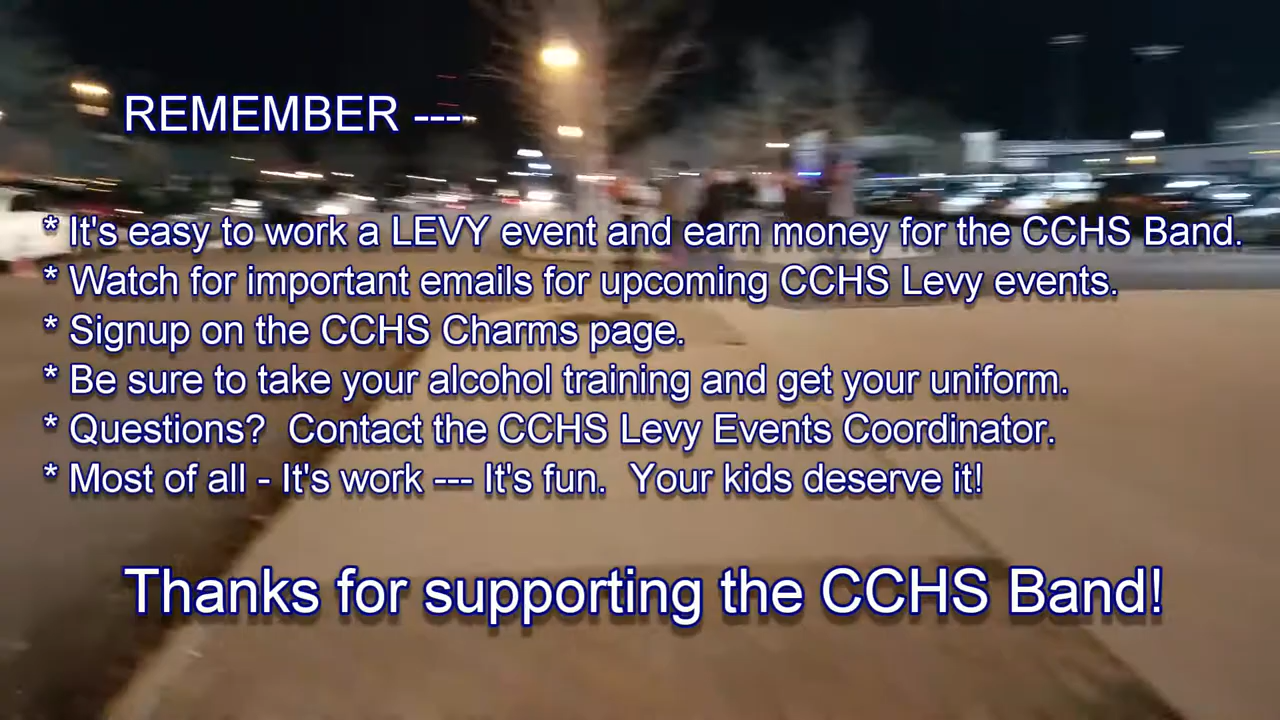 REMEMBER ---
* It's easy to work a LEVY event and earn money for the CCHS Band.
* Watch for important emails for upcoming CCHS Levy events.
* Signup on the CCHS Charms page.
* Be sure to take your alcohol training and get your uniform.
* Questions?  Contact the CCHS Levy Events Coordinator.
* Most of all - It's work --- It's fun.  Your kids deserve it!
Thanks for supporting the CCHS Band!